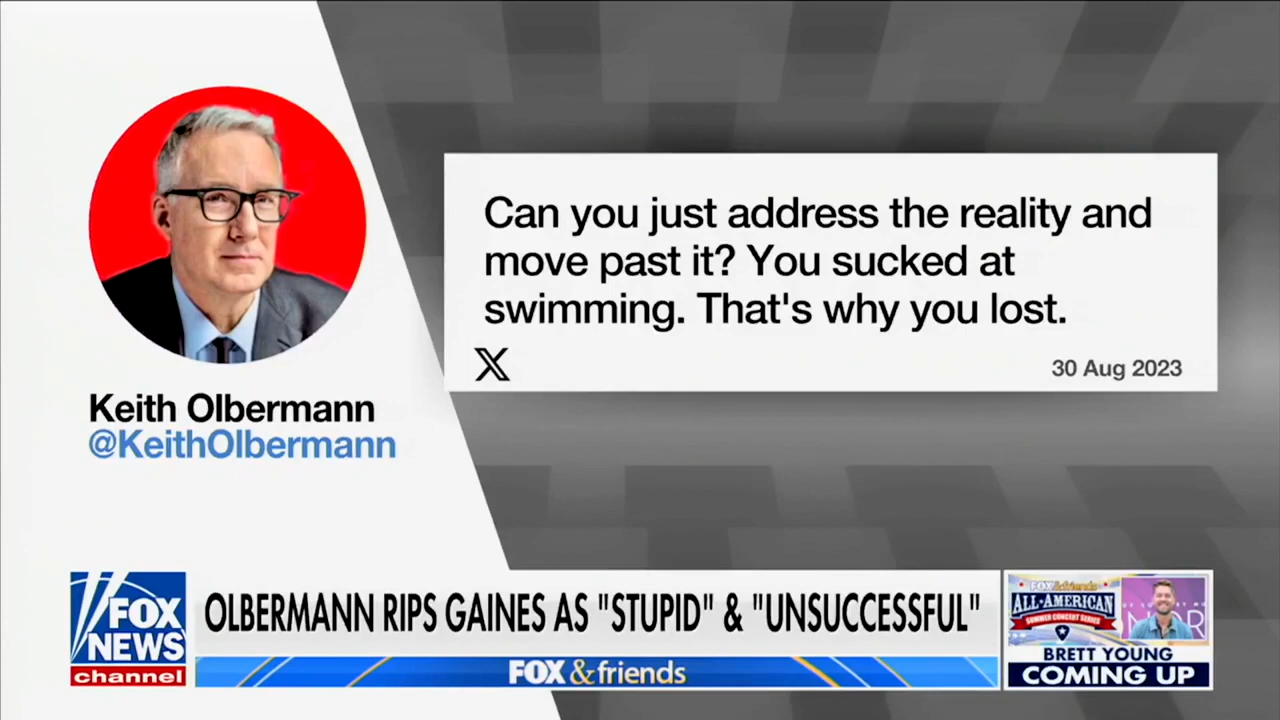 Can you just address the reality and
move past it? You sucked at
swimming. That's why you lost.
30 Aug 2023
Keith Olbermann
@KeithOlbermann
FOX
NEWS
channel
OLBERMANN RIPS GAINES AS "STUPID" & "UNSUCCESSFUL"
FOX & friends
FOX & friends
ALL-AMERICAN
SUMMER CONCERT SERIES
BRETT YOUNG
COMING UP